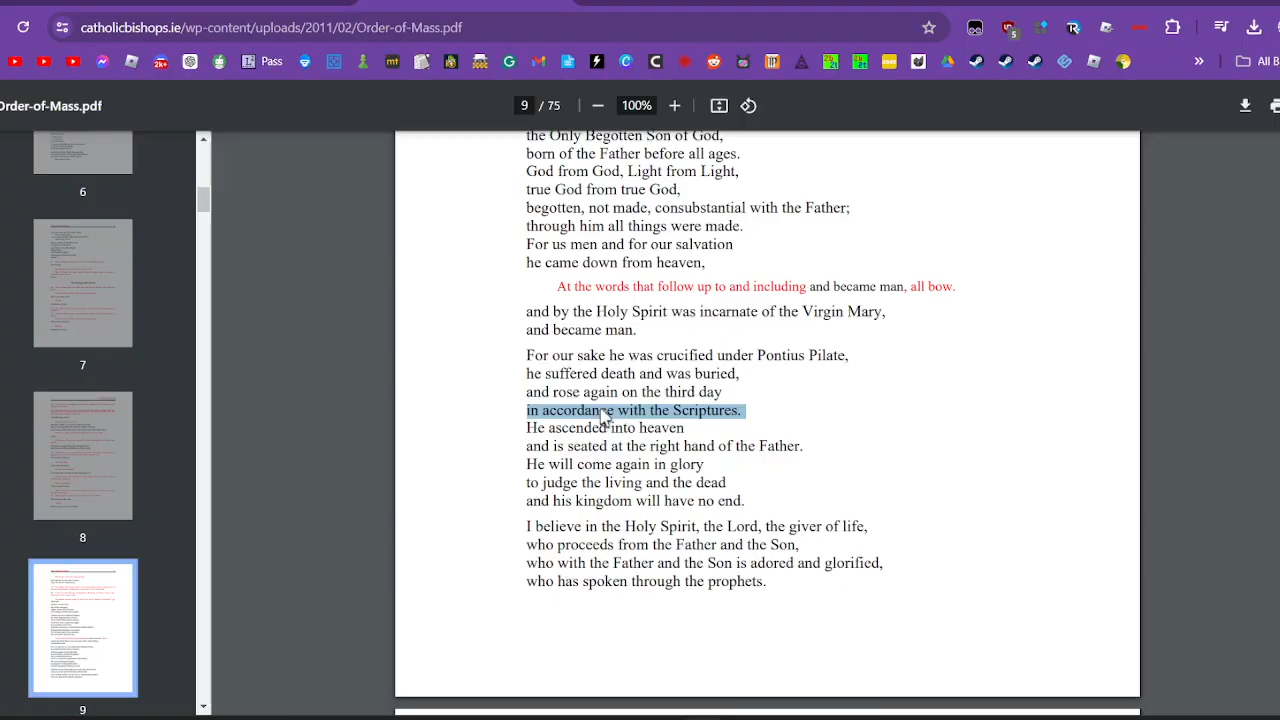 catholicbishops.ie/wp-content/uploads/2011/02/Order-of-Mass.pdf
5
2k+
Pass
G
mt
All B
Order-of-Mass.pdf
9 / 75
100%
6
7
8
9
the Only Begotten Son of God,
born of the Father before all ages.
God from God, Light from Light,
true God from true God,
begotten, not made, consubstantial with the Father;
through him all things were made.
For us men and for our salvation
he came down from heaven,
At the words that follow up to and including and became man, all bow.
and by the Holy Spirit was incarnate of the Virgin Mary,
and became man.
For our sake he was crucified under Pontius Pilate,
he suffered death and was buried,
and rose again on the third day
in accordance with the Scriptures.
He ascended into heaven
and is seated at the right hand of the Father.
He will come again in glory
to judge the living and the dead
and his kingdom will have no end.
I believe in the Holy Spirit, the Lord, the giver of life,
who proceeds from the Father and the Son,
who with the Father and the Son is adored and glorified,
who has spoken through the prophets.